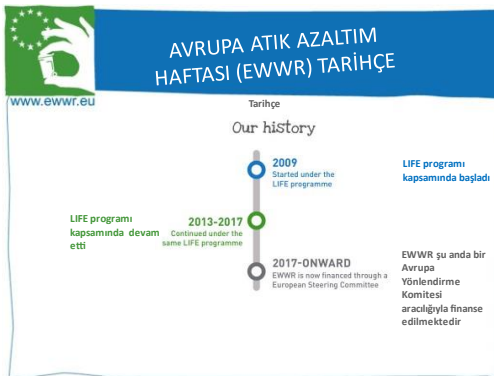 AVRUPA ATIK AZALTIM
HAFTASI (EWWR) TARİHÇE
www.ewwr.eu
Tarihçe
Our history
2009
Started under the
LIFE programme
LIFE programı
kapsamında başladı
LIFE programı
kapsamında devam
etti
2013-2017
Continued under the
same LIFE programme
2017-ONWARD
EWWR is now financed through a
European Steering Committee
EWWR şu anda bir
Avrupa
Yönlendirme
Komitesi
aracılığıyla finanse
edilmektedir